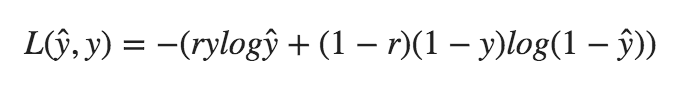 L(ŷ, y) = −(rylogŷ + (1 − r)(1 − y)log(1 − ŷ))